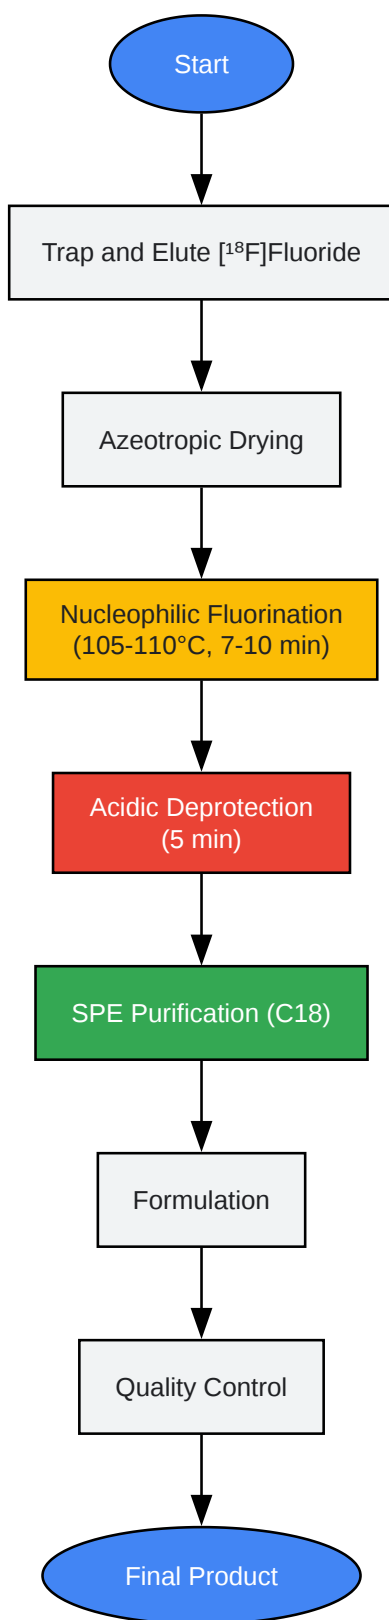 Start
Trap and Elute [¹⁸F]Fluoride
Azeotropic Drying
Nucleophilic Fluorination
(105-110°C, 7-10 min)
Acidic Deprotection
(5 min)
SPE Purification (C18)
Formulation
Quality Control
Final Product